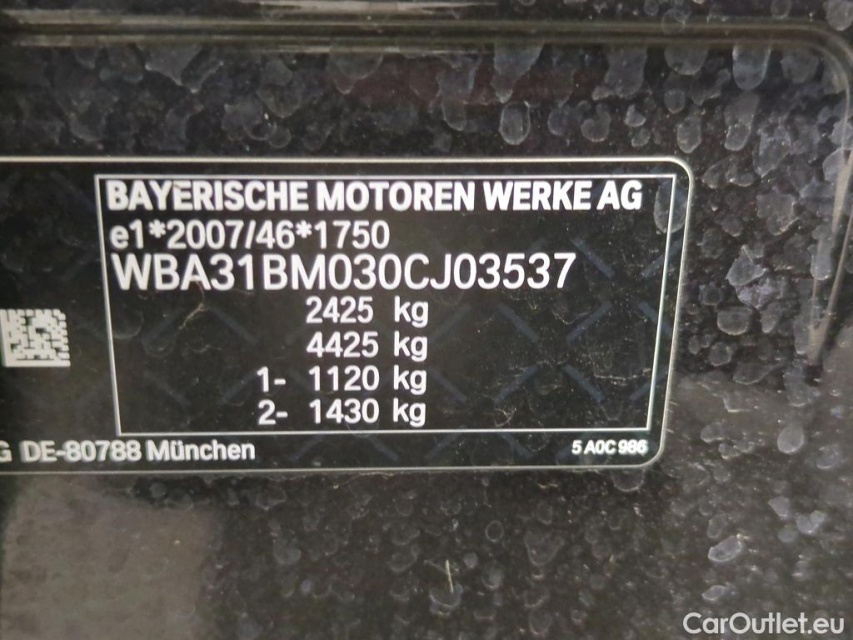 BAYERISCHE MOTOREN WERKE AG
e1*2007/46*1750
WBA31BM030CJ03537
2425 kg
4425 kg
1- 1120 kg
2- 1430 kg
G DE-80788 München 5 A0C 986
CarOutlet.eu